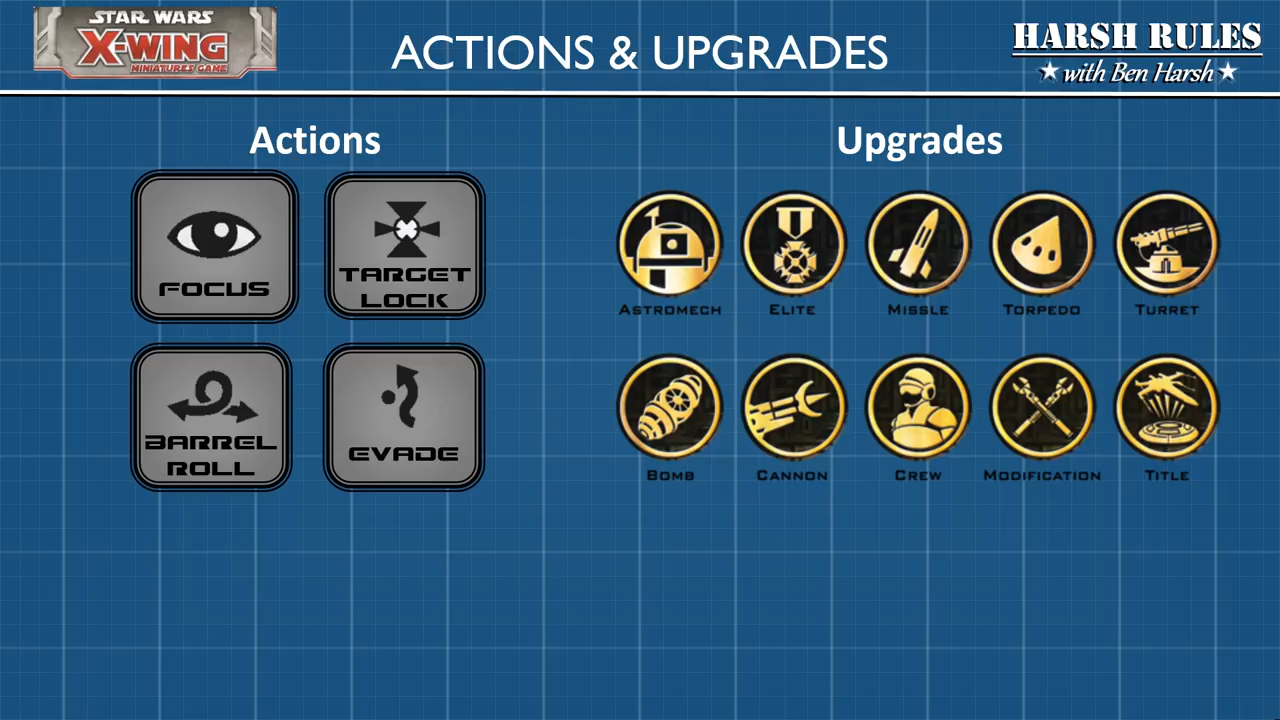 STAR WARS
X-WING
MINIATURES GAME
ACTIONS & UPGRADES
HARSH RULES
with Ben Harsh
Actions
Upgrades
FOCUS
TARGET
LOCK
BARREL
ROLL
EVADE
ASTROMECH
ELITE
MISSLE
TORPEDO
TURRET
BOMB
CANNON
CREW
MODIFICATION
TITLE